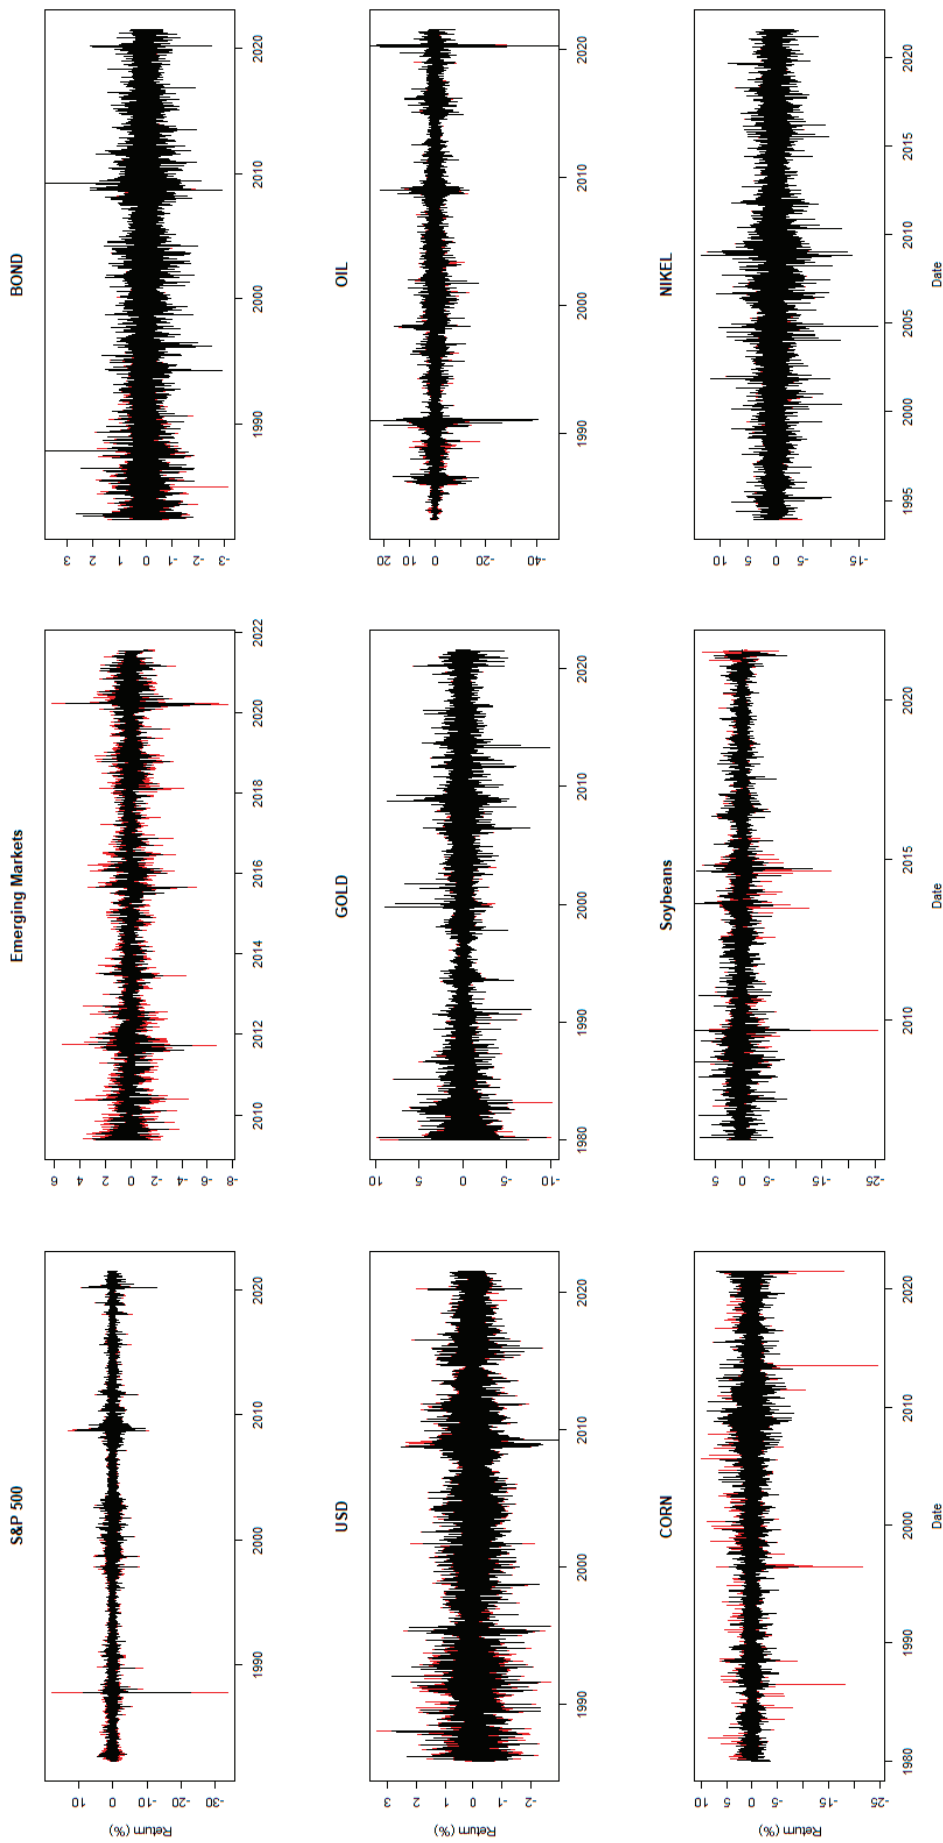 S&P 500
Return (%)
10
0
-10
-20
-30
1990 2000 2010 2020
Emerging Markets
6
4
2
0
-2
-4
-6
-8
2010 2012 2014 2016 2018 2020 2022
BOND
3
2
1
0
-1
-2
-3
1990 2000 2010 2020
USD
Return (%)
3
2
1
0
-1
-2
1990 2000 2010 2020
GOLD
10
5
0
-5
-10
1980 1990 2000 2010 2020
OIL
20
10
0
-20
-40
1990 2000 2010 2020
CORN
Return (%)
10
5
0
-5
-15
-25
1980 1990 2000 2010 2020
Date
Soybeans
5
0
-5
-15
-25
2010 2015 2020
Date
NIKEL
10
5
0
-5
-15
1995 2000 2005 2010 2015 2020
Date